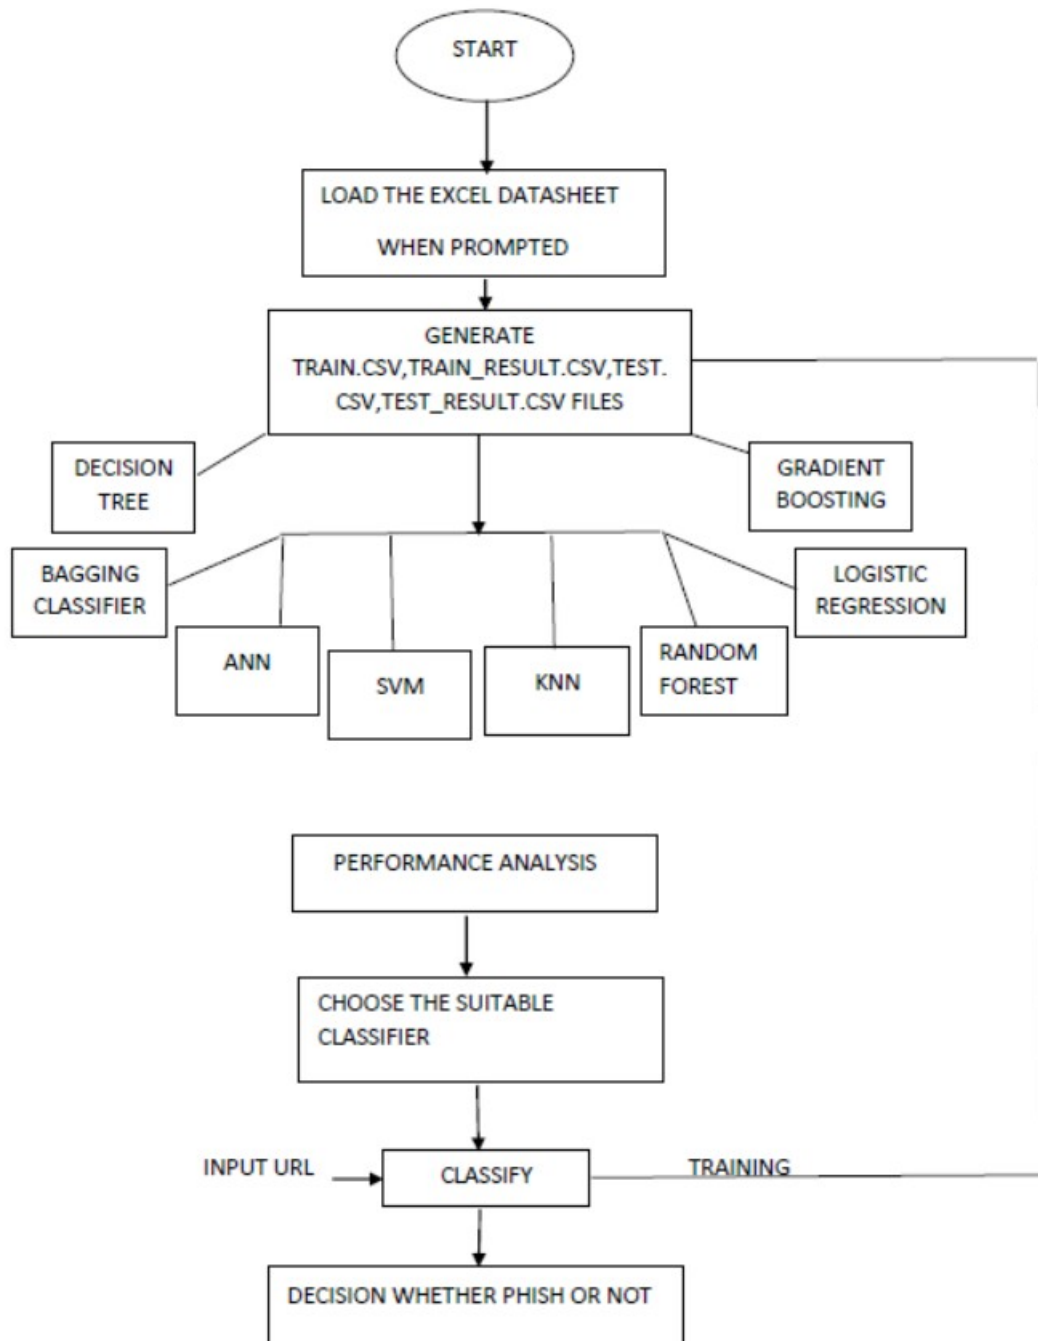 START
LOAD THE EXCEL DATASHEET
WHEN PROMPTED
GENERATE
TRAIN.CSV,TRAIN_RESULT.CSV,TEST.
CSV,TEST_RESULT.CSV FILES
DECISION
TREE
GRADIENT
BOOSTING
BAGGING
CLASSIFIER
LOGISTIC
REGRESSION
ANN
SVM
KNN
RANDOM
FOREST
PERFORMANCE ANALYSIS
CHOOSE THE SUITABLE
CLASSIFIER
INPUT URL
CLASSIFY
TRAINING
DECISION WHETHER PHISH OR NOT